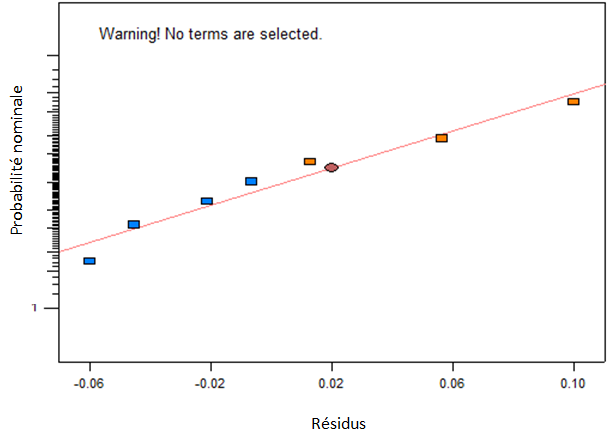 Warning! No terms are selected.
Probabilité nominale
1
-0.06 -0.02 0.02 0.06 0.10
Résidus